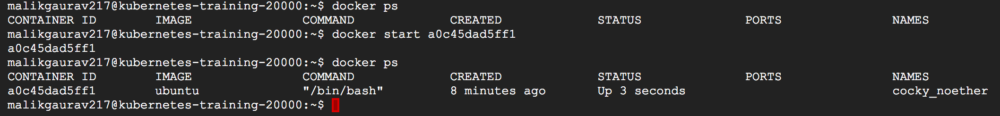 malikgaurav217@kubernetes-training-20000:~$ docker ps
CONTAINER ID        IMAGE               COMMAND             CREATED             STATUS              PORTS               NAMES
malikgaurav217@kubernetes-training-20000:~$ docker start a0c45dad5ff1
a0c45dad5ff1
malikgaurav217@kubernetes-training-20000:~$ docker ps
CONTAINER ID        IMAGE               COMMAND             CREATED             STATUS              PORTS               NAMES
a0c45dad5ff1        ubuntu              "/bin/bash"         8 minutes ago       Up 3 seconds                            cocky_noether
malikgaurav217@kubernetes-training-20000:~$